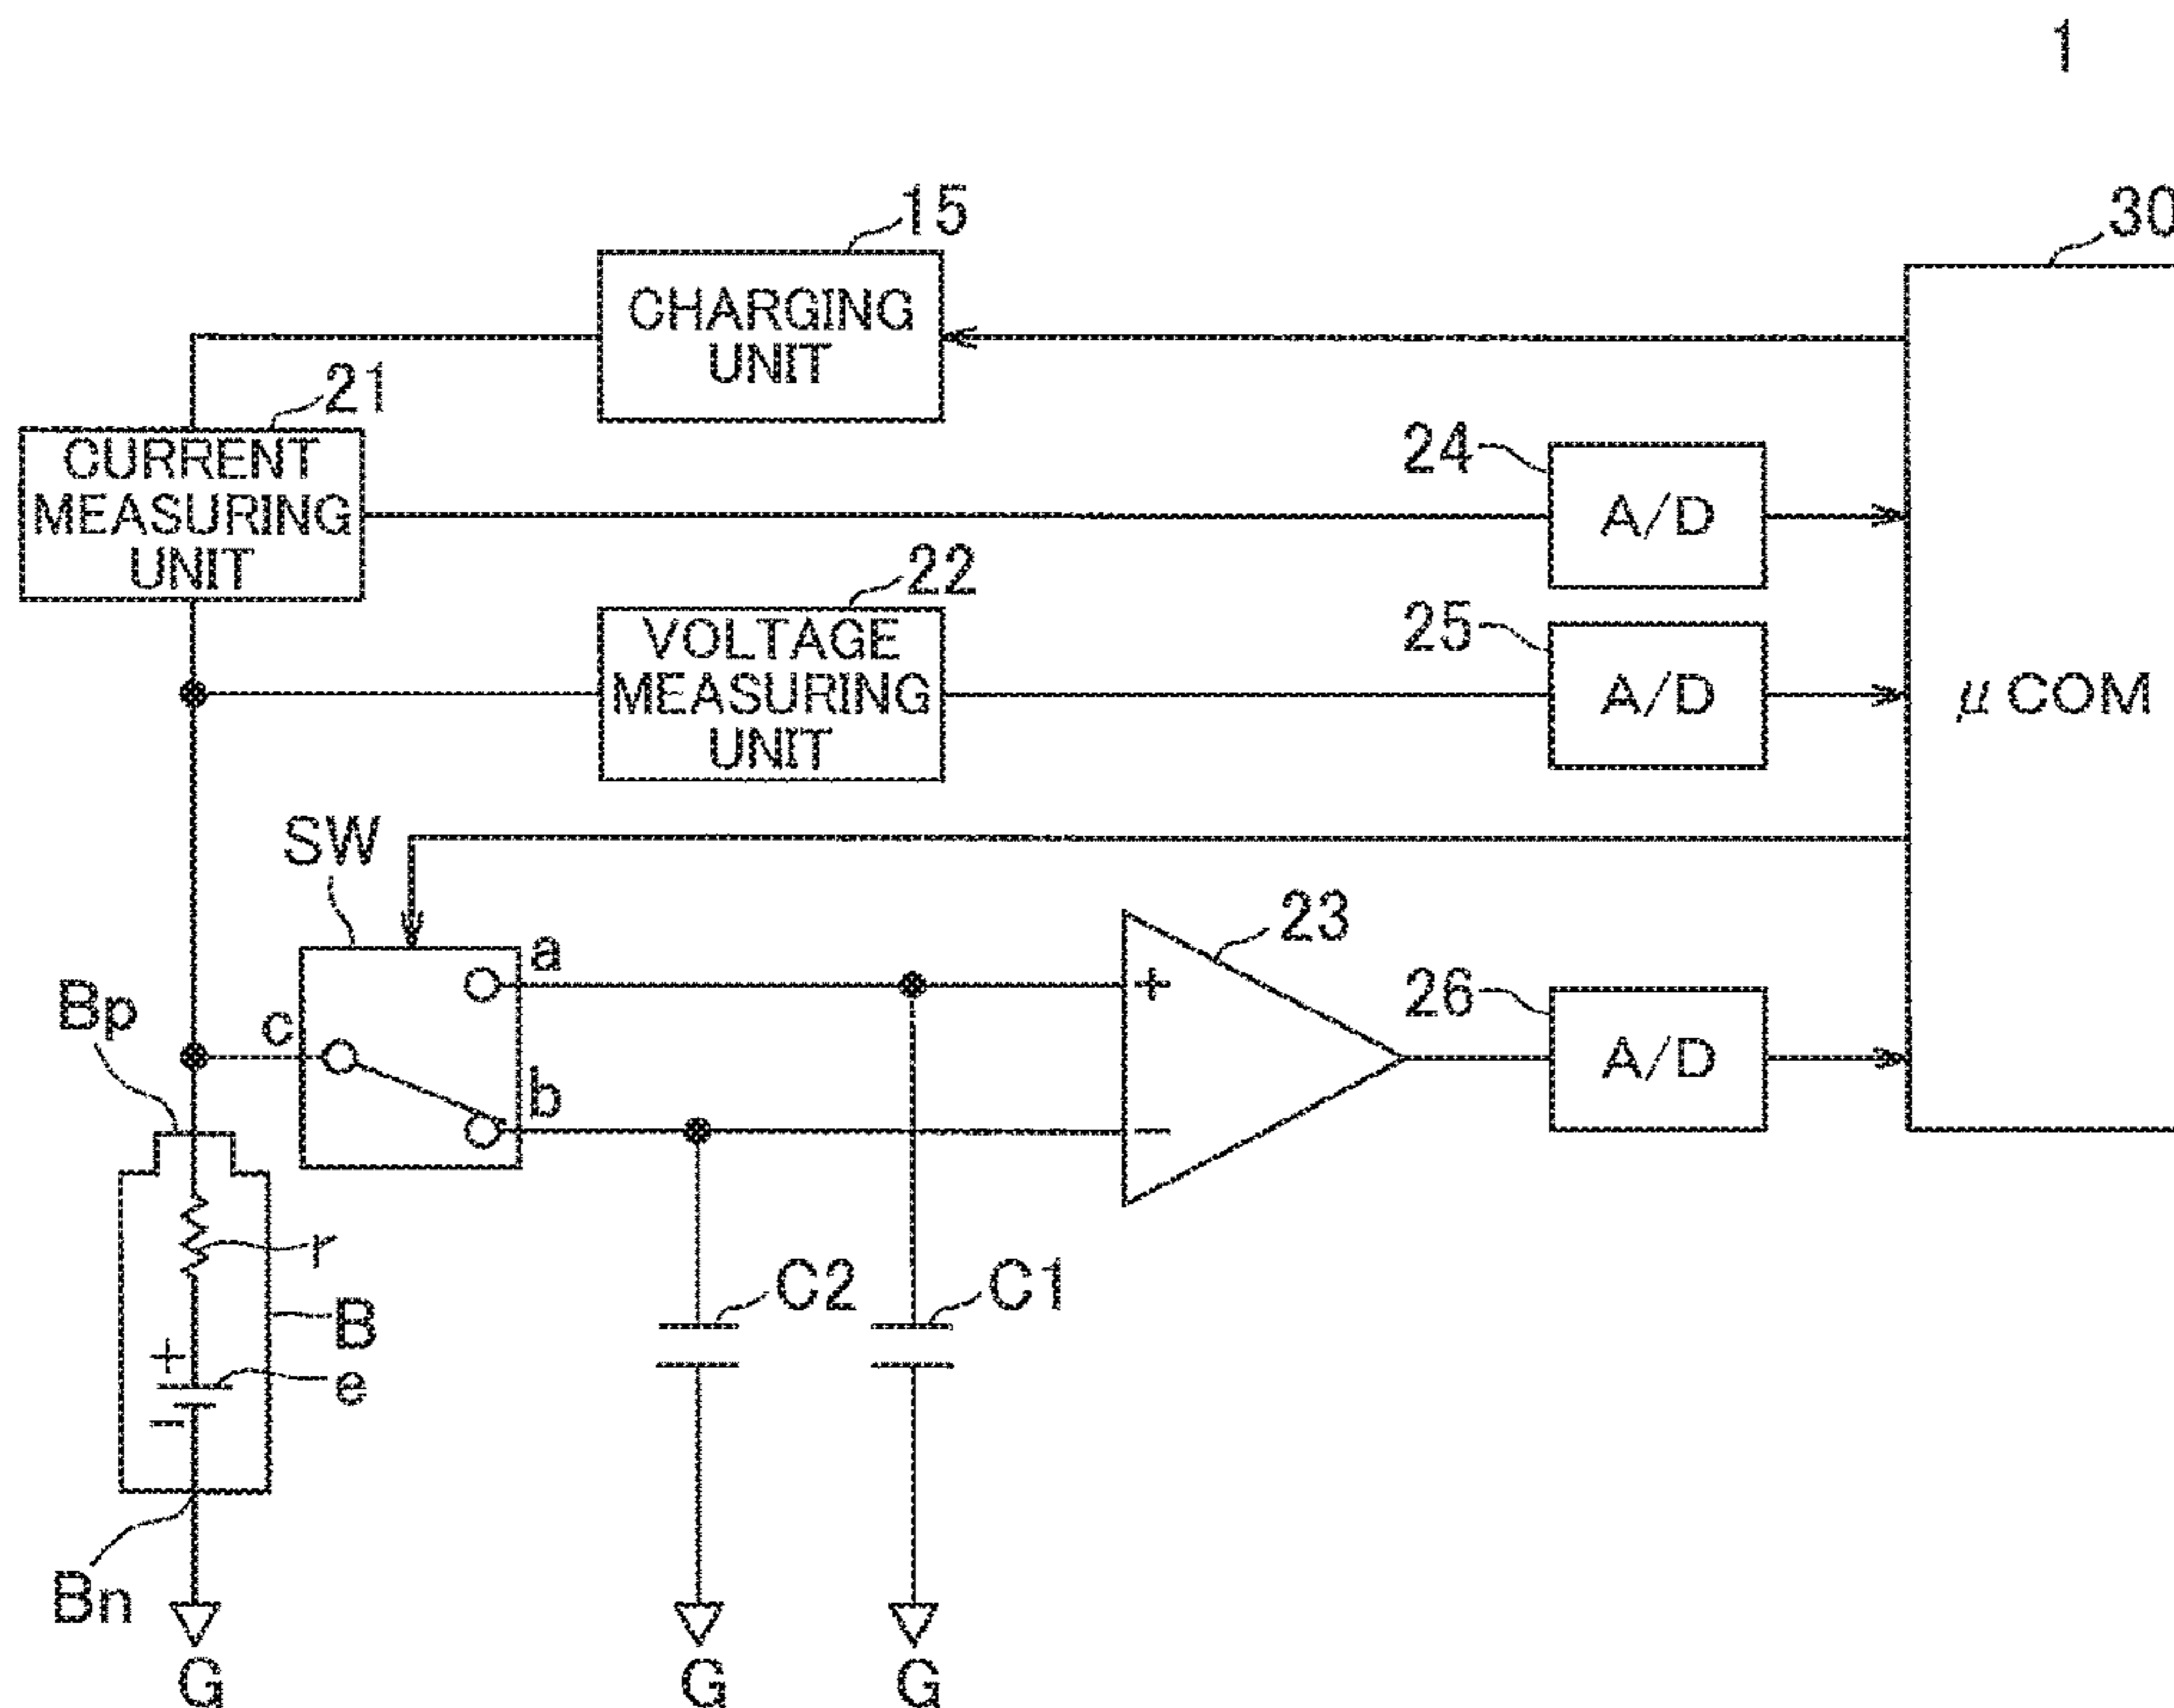 1
15
30
CHARGING
UNIT
21
CURRENT
MEASURING
UNIT
24
A/D
22
VOLTAGE
MEASURING
UNIT
25
A/D
μCOM
SW
a
23
+
Bp
c
26
A/D
b
−
r
C2
C1
B
+
e
−
Bn
G
G
G